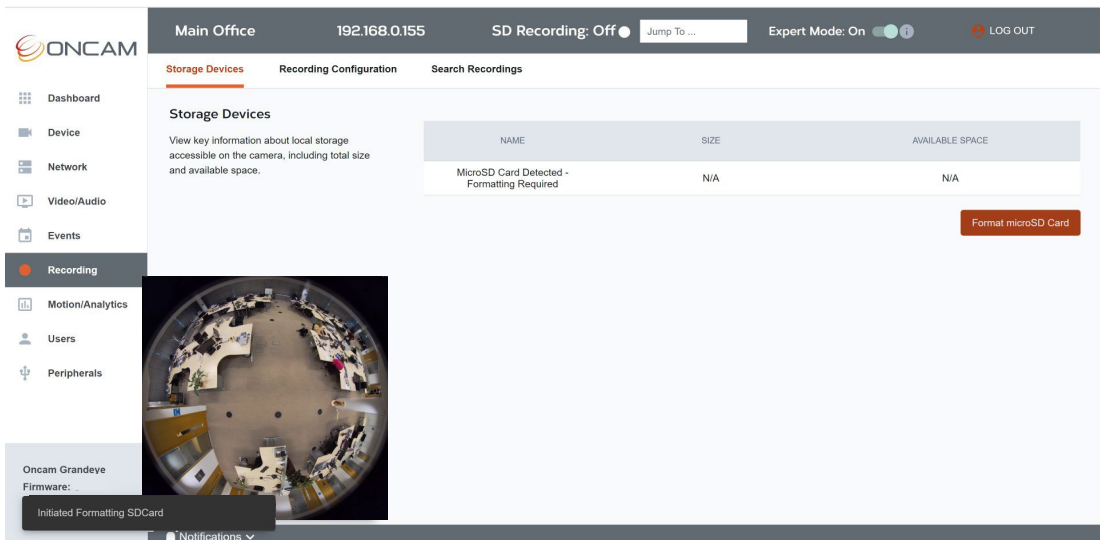 ONCAM
Main Office 192.168.0.155 SD Recording: Off Jump To ... Expert Mode: On i LOG OUT
Storage Devices Recording Configuration Search Recordings
Dashboard
Device
Network
Video/Audio
Events
Recording
Motion/Analytics
Users
Peripherals
Storage Devices
View key information about local storage
accessible on the camera, including total size
and available space.
NAME SIZE AVAILABLE SPACE
MicroSD Card Detected -
Formatting Required
N/A N/A
Format microSD Card
Oncam Grandeye
Firmware:
Initiated Formatting SDCard
Notifications